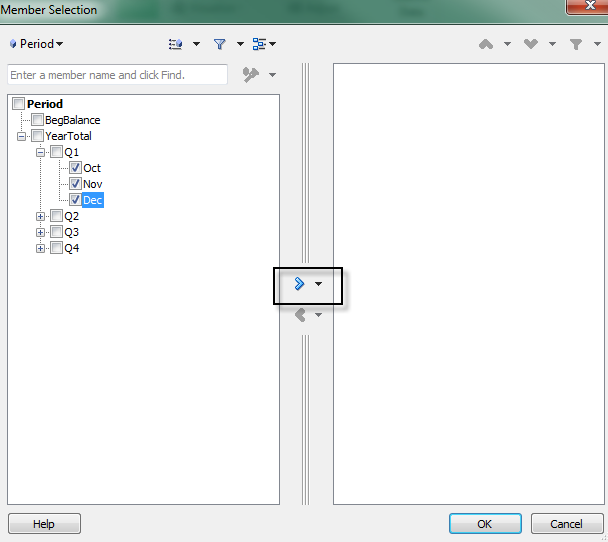 Member Selection
Period
Enter a member name and click Find.
Period
BegBalance
YearTotal
Q1
Oct
Nov
Dec
Q2
Q3
Q4
Help
OK
Cancel